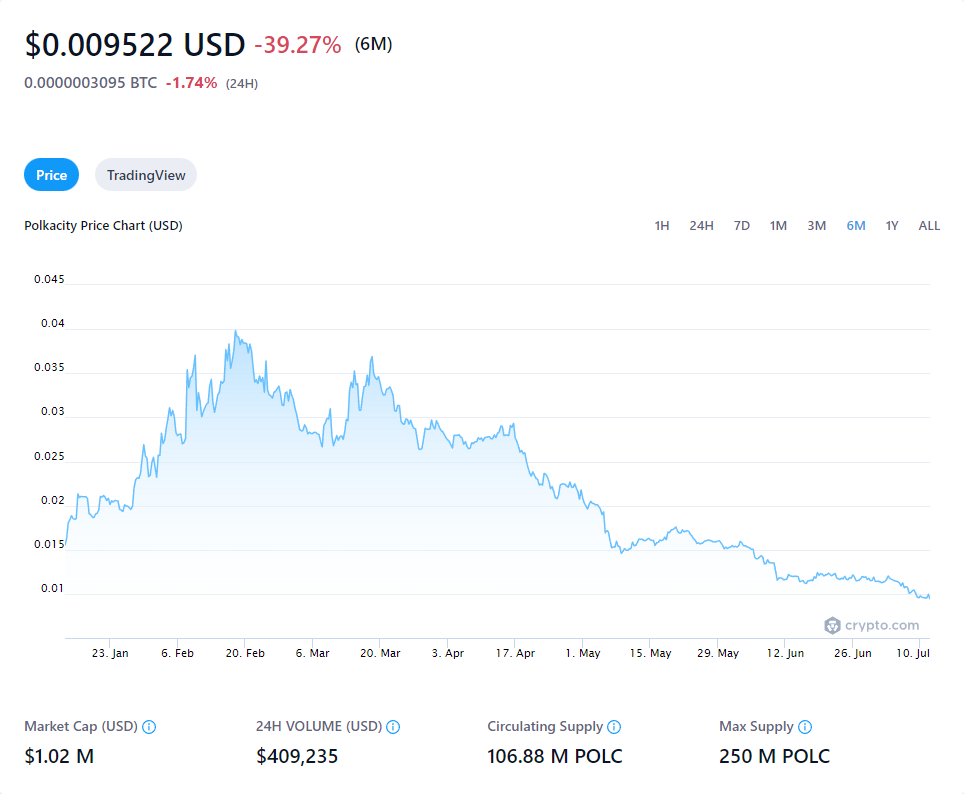 $0.009522 USD -39.27% (6M)
0.0000003095 BTC -1.74% (24H)
Price TradingView
Polkacity Price Chart (USD) 1H 24H 7D 1M 3M 6M 1Y ALL
0.045
0.04
0.035
0.03
0.025
0.02
0.015
0.01
crypto.com
23. Jan 6. Feb 20. Feb 6. Mar 20. Mar 3. Apr 17. Apr 1. May 15. May 29. May 12. Jun 26. Jun 10. Jul
Market Cap (USD) 24H VOLUME (USD) Circulating Supply Max Supply
$1.02 M $409,235 106.88 M POLC 250 M POLC